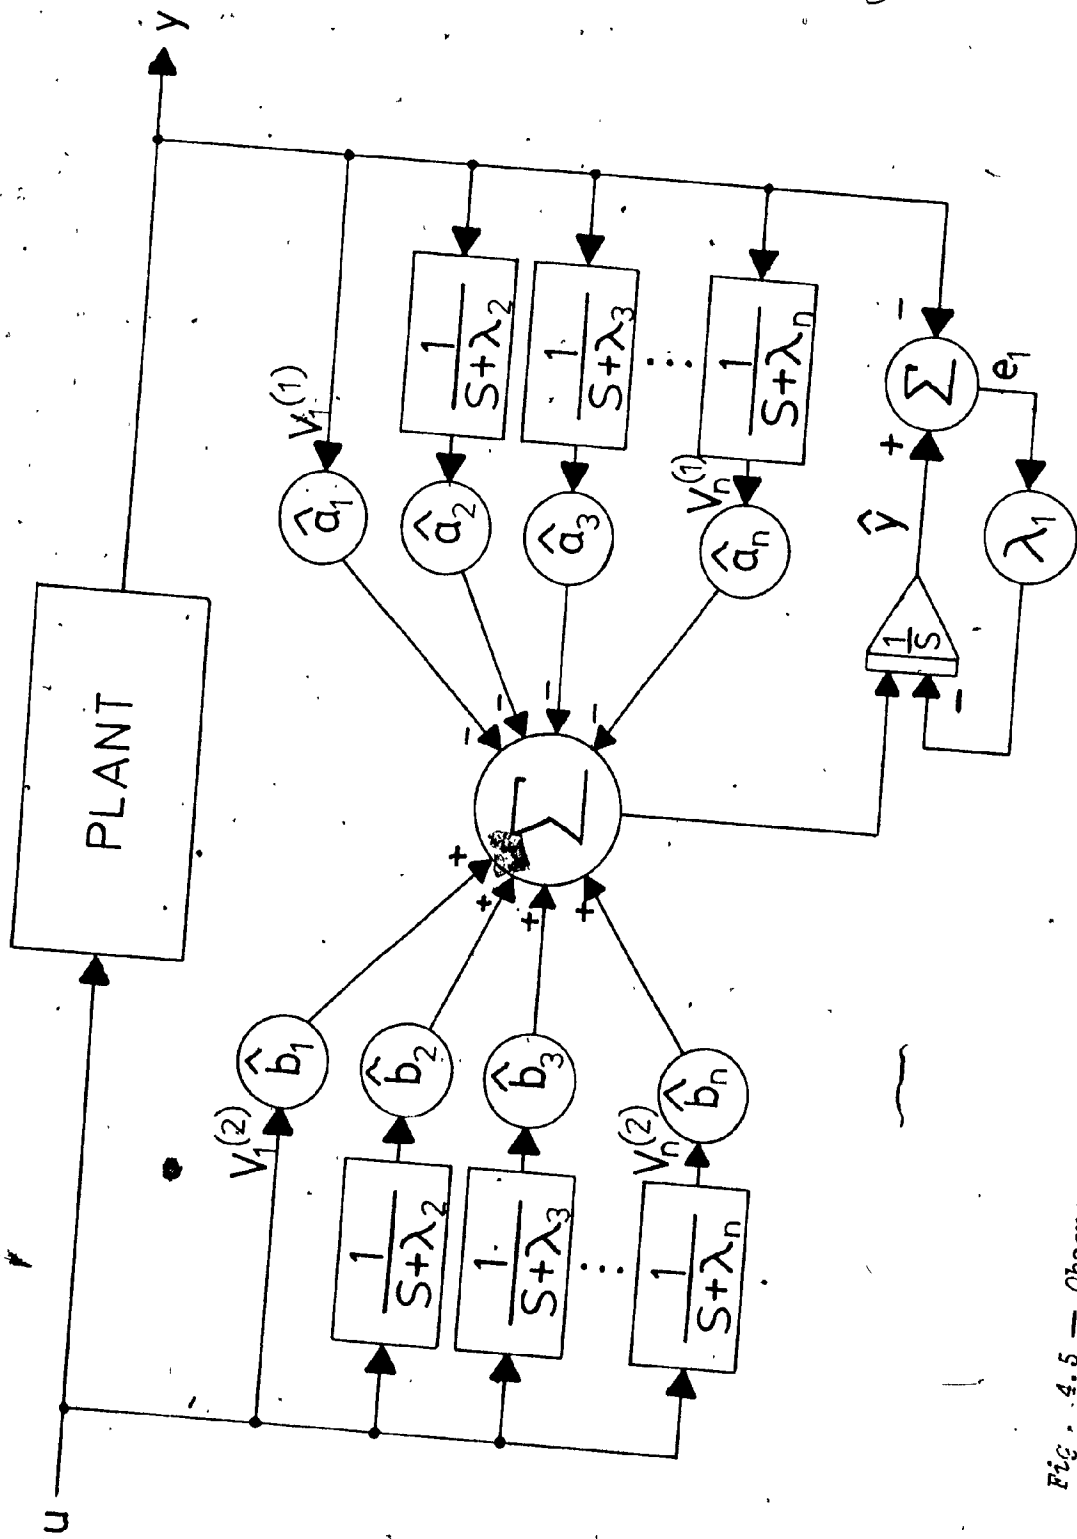 y
PLANT
u
V₁⁽¹⁾
V₁⁽²⁾
â₁
â₂
â₃
âₙ
Vₙ⁽¹⁾
1/(S+λ₂)
1/(S+λ₃)
...
1/(S+λₙ)
b̂₁
b̂₂
b̂₃
b̂ₙ
Vₙ⁽²⁾
1/(S+λ₂)
1/(S+λ₃)
...
1/(S+λₙ)
+ + + +
Σ
- - - -
1/S
-
ŷ
+
Σ
-
e₁
λ₁
Fig. 4.5 —